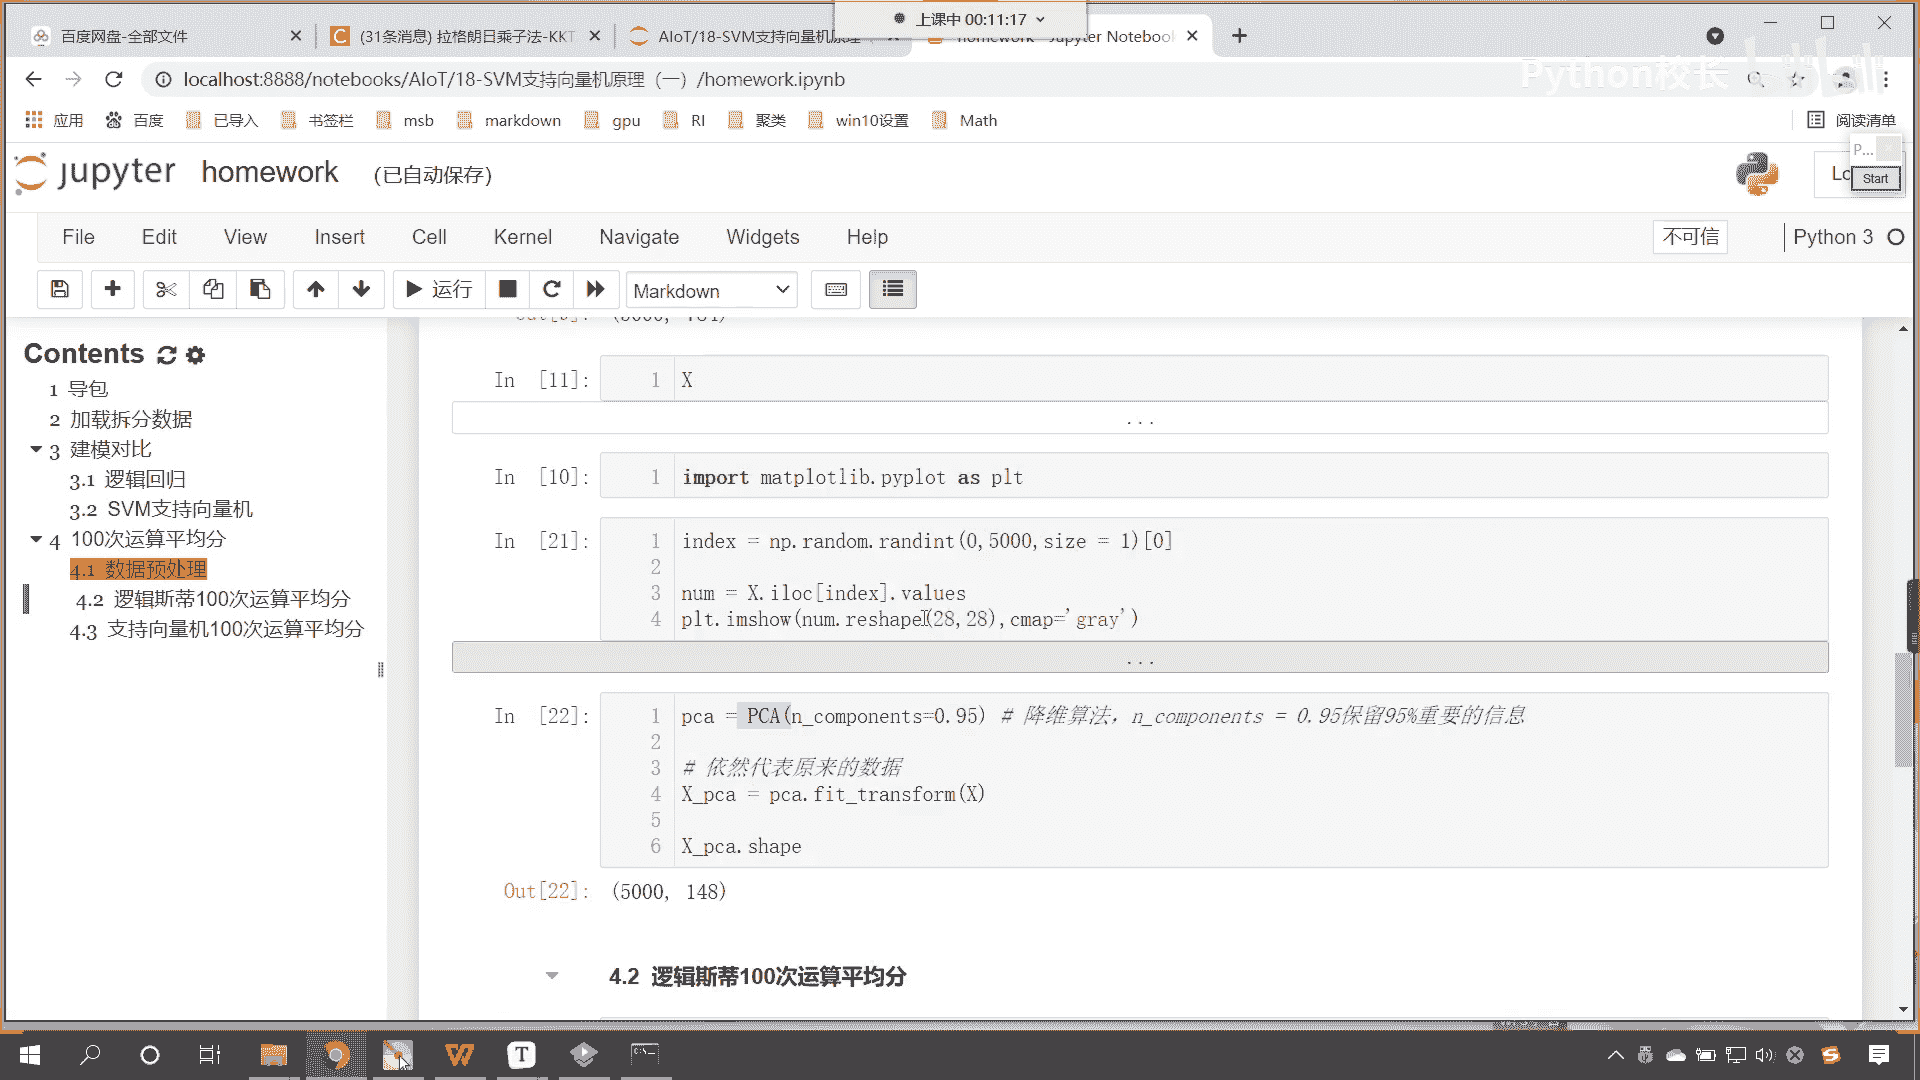 上课中 00:11:17
百度网盘-全部文件
(31条消息) 拉格朗日乘子法-KKT
AIoT/18-SVM支持向量机原理
homework - Jupyter Notebook
localhost:8888/notebooks/AIoT/18-SVM支持向量机原理（一）/homework.ipynb
Python校长
应用 百度 已导入 书签栏 msb markdown gpu RI 聚类 win10设置 Math 阅读清单
jupyter homework (已自动保存)
P...
Lo
Start
File Edit View Insert Cell Kernel Navigate Widgets Help 不可信 Python 3
运行 Markdown
Contents
1 导包
2 加载拆分数据
3 建模对比
3.1 逻辑回归
3.2 SVM支持向量机
4 100次运算平均分
4.1 数据预处理
4.2 逻辑斯蒂100次运算平均分
4.3 支持向量机100次运算平均分
In [11]: 1 X
...
In [10]: 1 import matplotlib.pyplot as plt
In [21]: 1 index = np.random.randint(0,5000,size = 1)[0]
2
3 num = X.iloc[index].values
4 plt.imshow(num.reshape(28,28),cmap='gray')
...
In [22]: 1 pca = PCA(n_components=0.95) # 降维算法，n_components = 0.95保留95%重要的信息
2
3 # 依然代表原来的数据
4 X_pca = pca.fit_transform(X)
5
6 X_pca.shape
Out[22]: (5000, 148)
4.2 逻辑斯蒂100次运算平均分